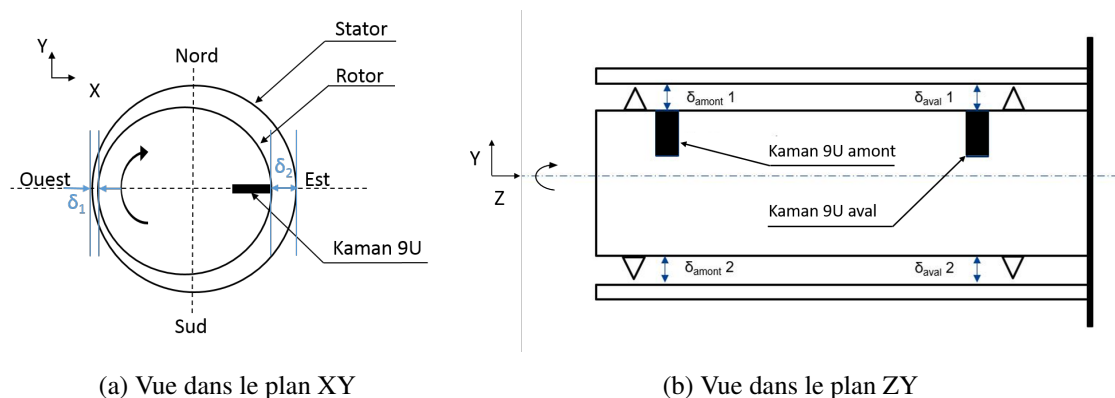 Stator
Y
Nord
Rotor
X
δ₂
Ouest
Est
δ₁
Kaman 9U
Sud
δamont 1
δaval 1
Kaman 9U amont
Y
Z
Kaman 9U aval
δamont 2
δaval 2
(a) Vue dans le plan XY
(b) Vue dans le plan ZY